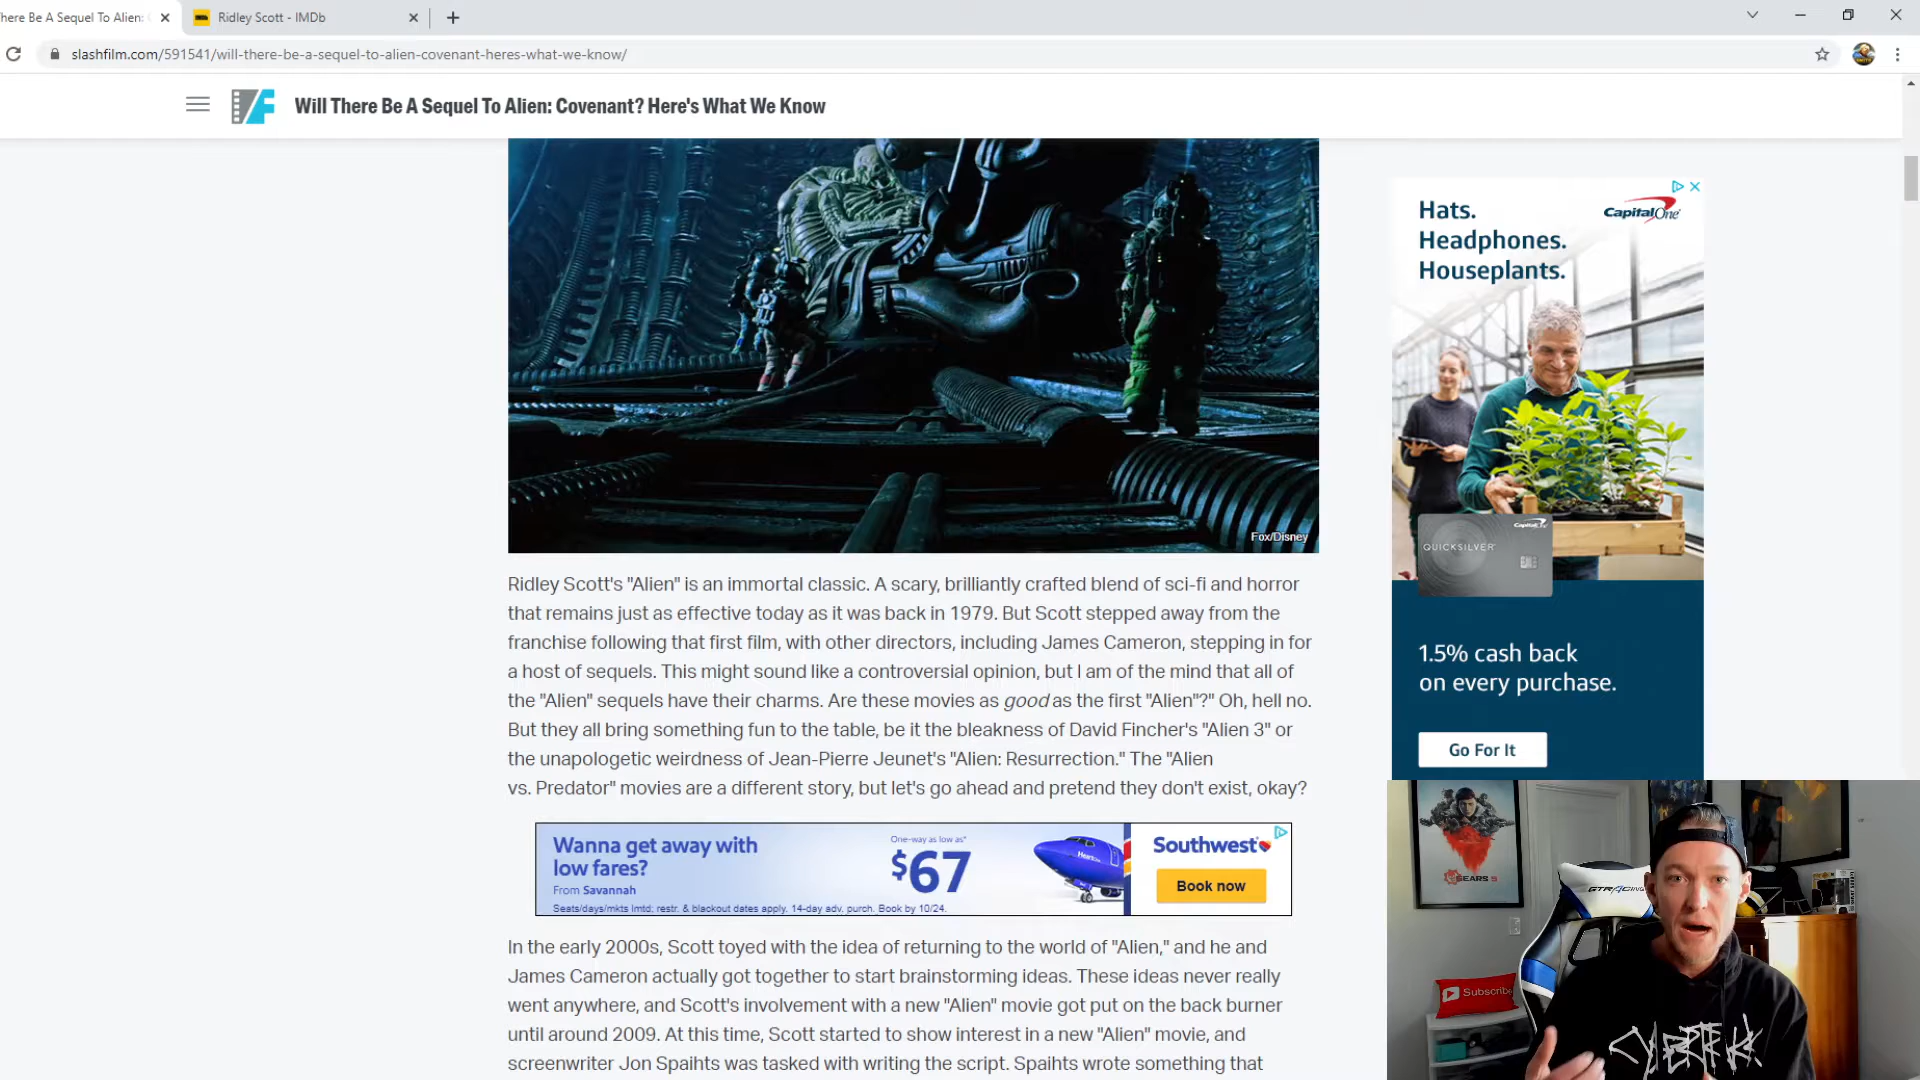 here Be A Sequel To Alien:
Ridley Scott - IMDb
slashfilm.com/591541/will-there-be-a-sequel-to-alien-covenant-heres-what-we-know/
/F
Will There Be A Sequel To Alien: Covenant? Here's What We Know
Fox/Disney
Ridley Scott's "Alien" is an immortal classic. A scary, brilliantly crafted blend of sci-fi and horror
that remains just as effective today as it was back in 1979. But Scott stepped away from the
franchise following that first film, with other directors, including James Cameron, stepping in for
a host of sequels. This might sound like a controversial opinion, but I am of the mind that all of
the "Alien" sequels have their charms. Are these movies as good as the first "Alien"?" Oh, hell no.
But they all bring something fun to the table, be it the bleakness of David Fincher's "Alien 3" or
the unapologetic weirdness of Jean-Pierre Jeunet's "Alien: Resurrection." The "Alien
vs. Predator" movies are a different story, but let's go ahead and pretend they don't exist, okay?
Wanna get away with
low fares?
From Savannah
Seats/days/mkts lmtd; restr. & blackout dates apply. 14-day adv. purch. Book by 10/24.
One-way as low as*
$67
Heart One
Southwest
Book now
In the early 2000s, Scott toyed with the idea of returning to the world of "Alien," and he and
James Cameron actually got together to start brainstorming ideas. These ideas never really
went anywhere, and Scott's involvement with a new "Alien" movie got put on the back burner
until around 2009. At this time, Scott started to show interest in a new "Alien" movie, and
screenwriter Jon Spaihts was tasked with writing the script. Spaihts wrote something that
Hats.
Headphones.
Houseplants.
Capital One
Capital One
QUICKSILVER
1.5% cash back
on every purchase.
Go For It
GEARS 5
GTRACING
Subscribe